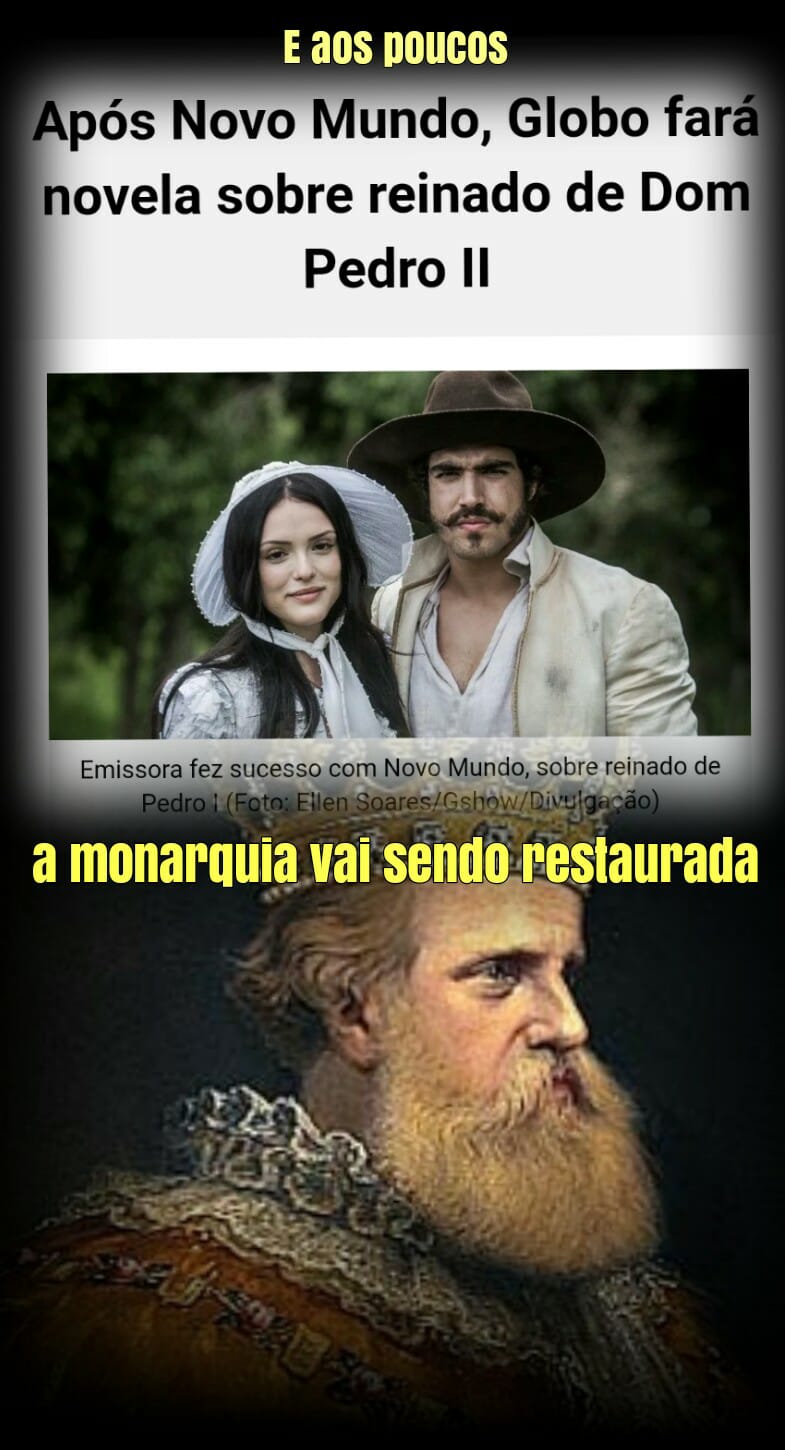 E aos poucos
Após Novo Mundo, Globo fará
novela sobre reinado de Dom
Pedro II
Emissora fez sucesso com Novo Mundo, sobre reinado de
Pedro I (Foto: Ellen Soares/Gshow/Divulgação)
a monarquia vai sendo restaurada